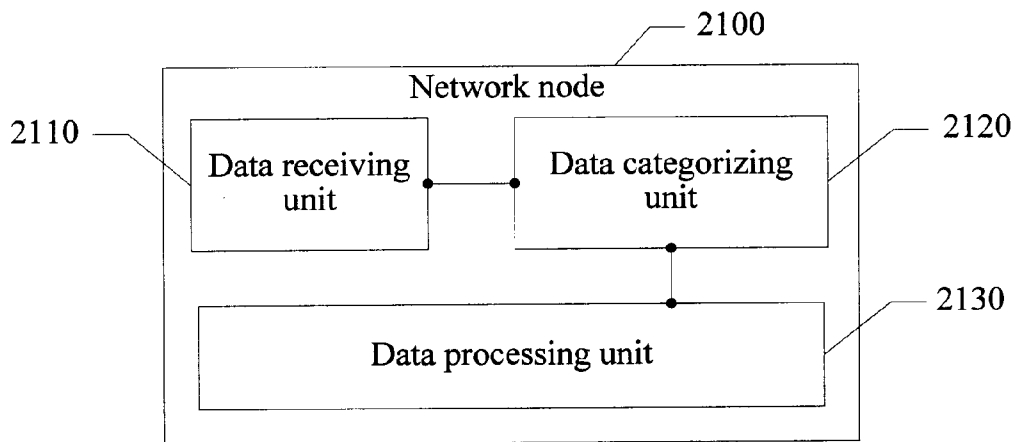 2100
Network node
2110
Data receiving
unit
Data categorizing
unit
2120
2130
Data processing unit